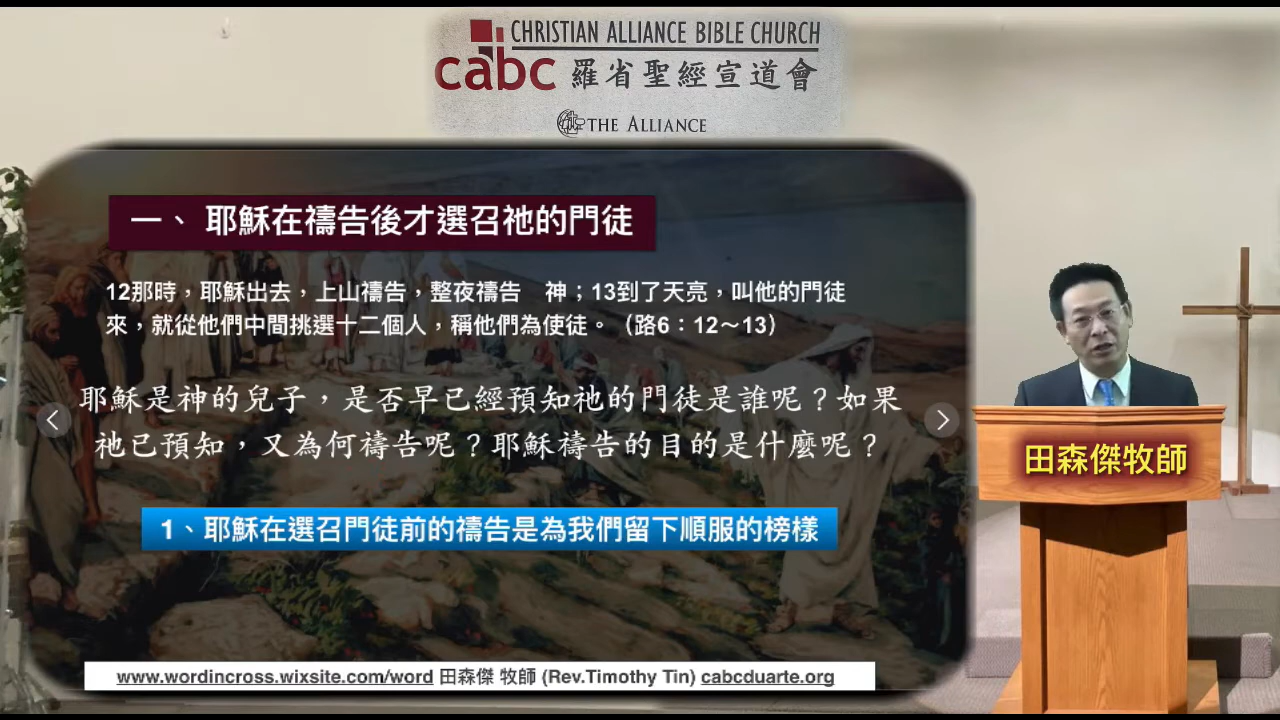 CHRISTIAN ALLIANCE BIBLE CHURCH
cabc 羅省聖經宣道會
THE ALLIANCE
一、 耶穌在禱告後才選召祂的門徒
12那時，耶穌出去，上山禱告，整夜禱告　神；13到了天亮，叫他的門徒
來，就從他們中間挑選十二個人，稱他們為使徒。（路6：12～13）
耶穌是神的兒子，是否早已經預知祂的門徒是誰呢？如果
祂已預知，又為何禱告呢？耶穌禱告的目的是什麼呢？
1、耶穌在選召門徒前的禱告是為我們留下順服的榜樣
田森傑牧師
www.wordincross.wixsite.com/word 田森傑 牧師 (Rev.Timothy Tin) cabcduarte.org